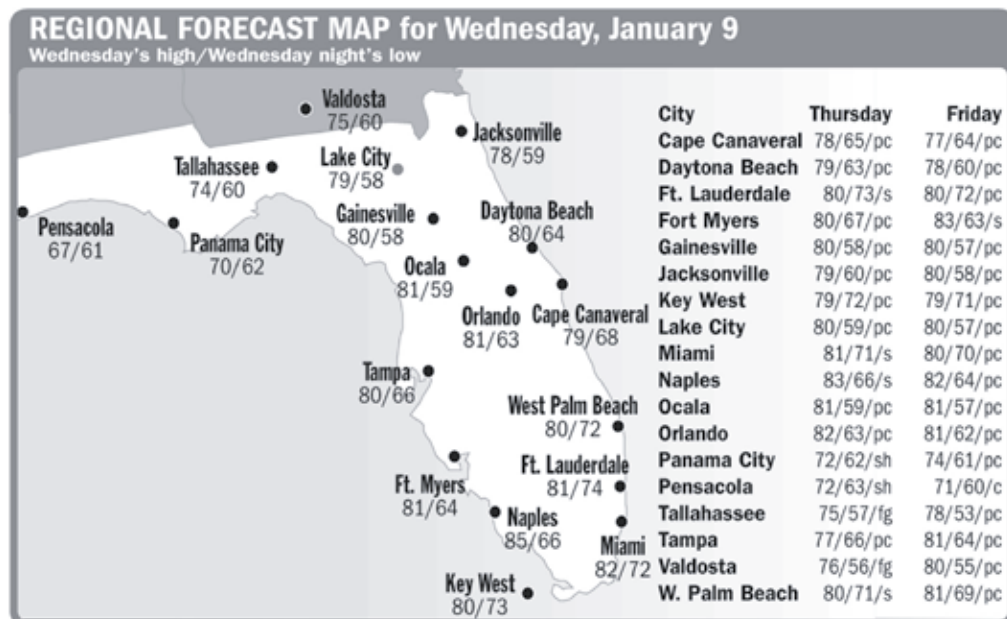 REGIONAL FORECAST MAP for Wednesday, January 9
Wednesday's high/Wednesday night's low
Valdosta
75/60
Jacksonville
78/59
Tallahassee
74/60
Lake City
79/58
Pensacola
67/61
Panama City
70/62
Gainesville
80/58
Daytona Beach
80/64
Ocala
81/59
Orlando
81/63
Cape Canaveral
79/68
Tampa
80/66
West Palm Beach
80/72
Ft. Myers
81/64
Ft. Lauderdale
81/74
Naples
85/66
Miami
82/72
Key West
80/73
City Thursday Friday
Cape Canaveral 78/65/pc 77/64/pc
Daytona Beach 79/63/pc 78/60/pc
Ft. Lauderdale 80/73/s 80/72/pc
Fort Myers 80/67/pc 83/63/s
Gainesville 80/58/pc 80/57/pc
Jacksonville 79/60/pc 80/58/pc
Key West 79/72/pc 79/71/pc
Lake City 80/59/pc 80/57/pc
Miami 81/71/s 80/70/pc
Naples 83/66/s 82/64/pc
Ocala 81/59/pc 81/57/pc
Orlando 82/63/pc 81/62/pc
Panama City 72/62/sh 74/61/pc
Pensacola 72/63/sh 71/60/c
Tallahassee 75/57/fg 78/53/pc
Tampa 77/66/pc 81/64/pc
Valdosta 76/56/fg 80/55/pc
W. Palm Beach 80/71/s 81/69/pc